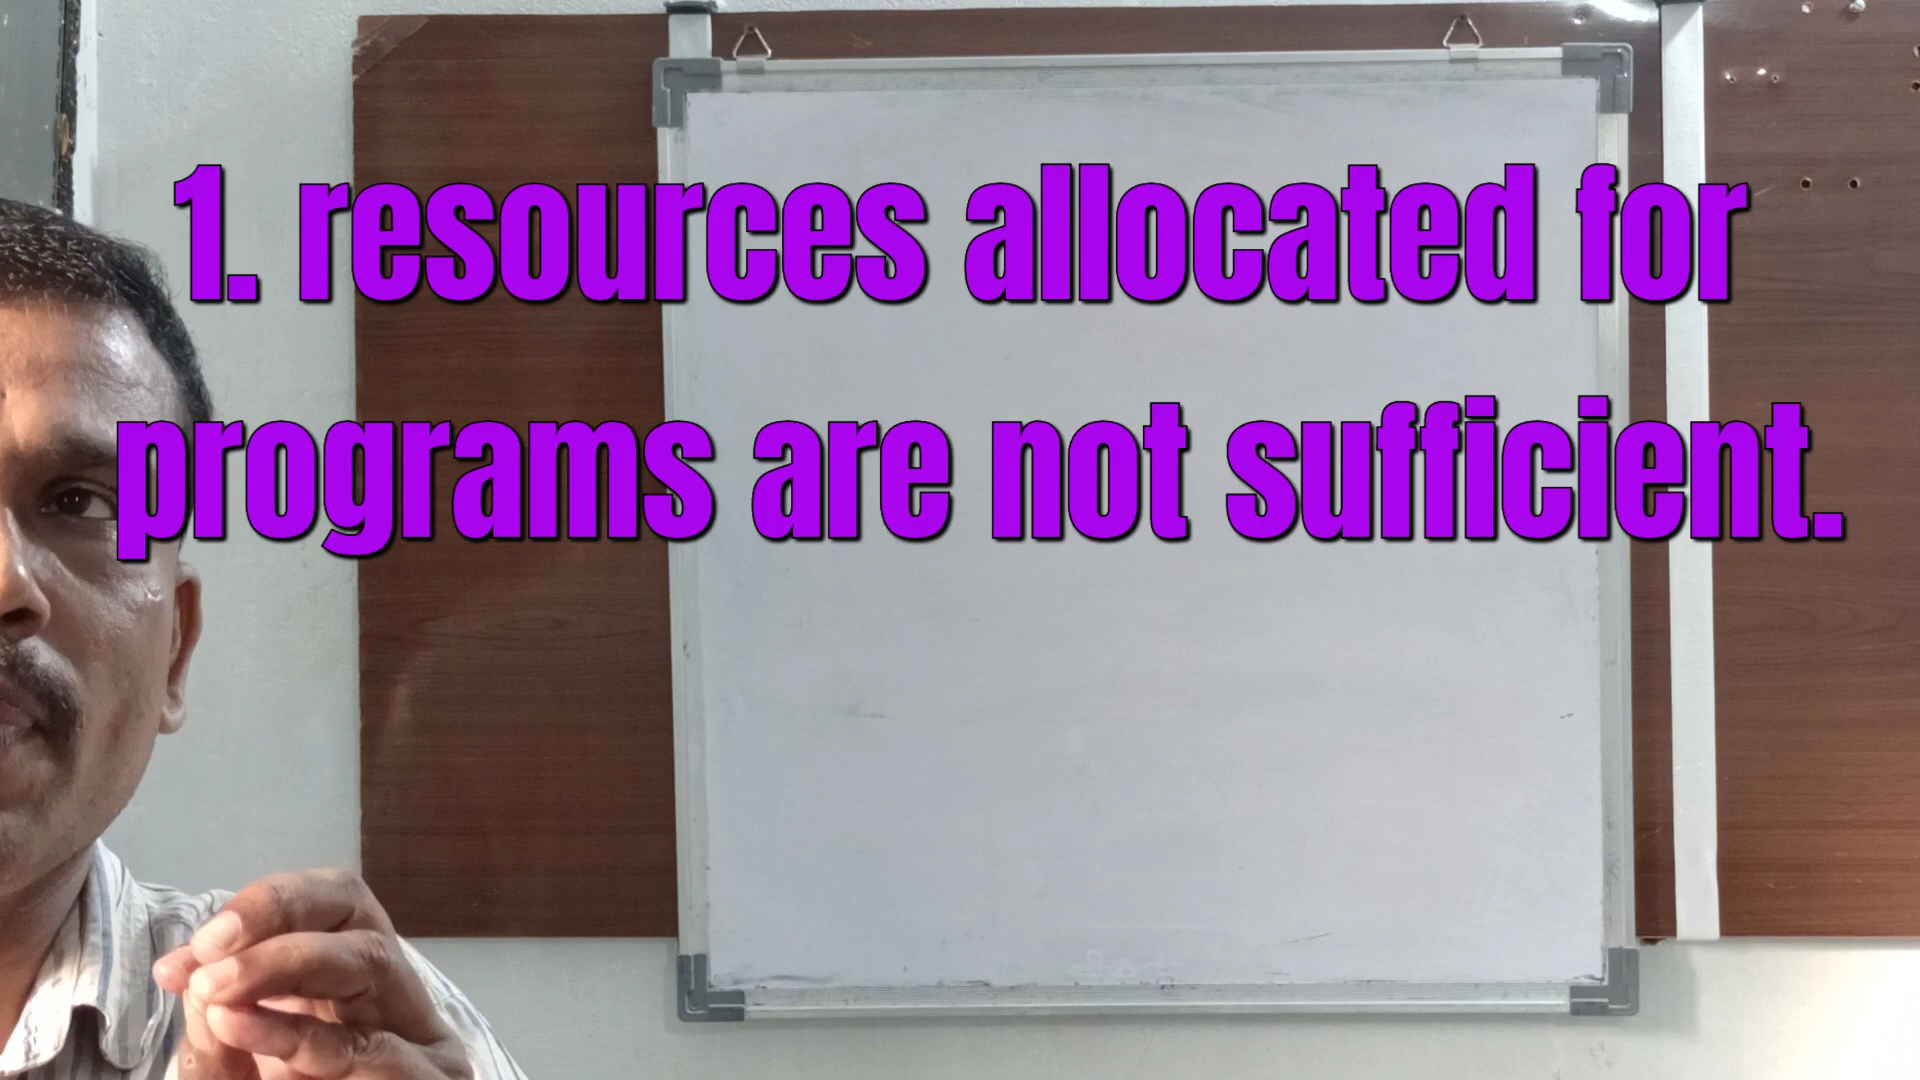 1. resources allocated for
programs are not sufficient.